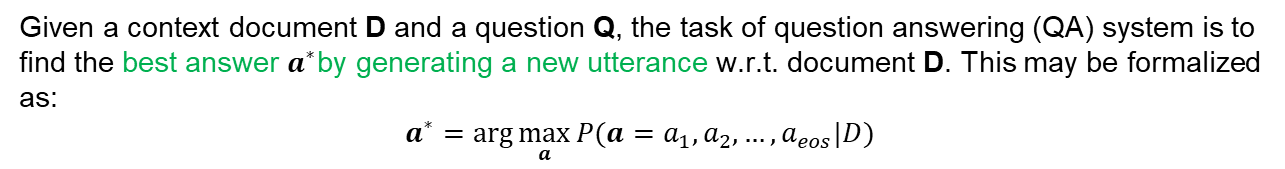 Given a context document D and a question Q, the task of question answering (QA) system is to
find the best answer a* by generating a new utterance w.r.t. document D. This may be formalized
as:
a* = arg max P(a = a₁, a₂, … , aₑₒₛ|D)
a